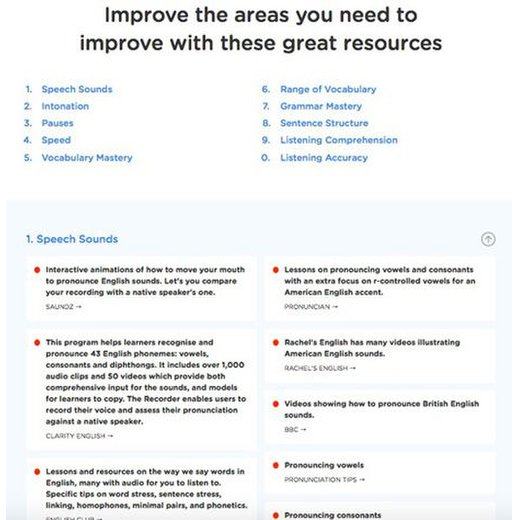 Improve the areas you need to
improve with these great resources
1. Speech Sounds
2. Intonation
3. Pauses
4. Speed
5. Vocabulary Mastery
6. Range of Vocabulary
7. Grammar Mastery
8. Sentence Structure
9. Listening Comprehension
0. Listening Accuracy
1. Speech Sounds
Interactive animations of how to move your mouth
to pronounce English sounds. Let's you compare
your recording with a native speaker's one.
SAUNDZ →
This program helps learners recognise and
pronounce 43 English phonemes: vowels,
consonants and diphthongs. It includes over 1,000
audio clips and 50 videos which provide both
comprehensive input for the sounds, and models
for learners to copy. The Recorder enables users to
record their voice and assess their pronunciation
against a native speaker.
CLARITY ENGLISH →
Lessons and resources on the way we say words in
English, many with audio for you to listen to.
Specific tips on word stress, sentence stress,
linking, homophones, minimal pairs, and phonetics.
ENGLISH CLUB →
Lessons on pronouncing vowels and consonants
with an extra focus on r-controlled vowels for an
American English accent.
PRONUNCIAN →
Rachel's English has many videos illustrating
American English sounds.
RACHEL'S ENGLISH →
Videos showing how to pronounce British English
sounds.
BBC →
Pronouncing vowels
PRONUNCIATION TIPS →
Pronouncing consonants